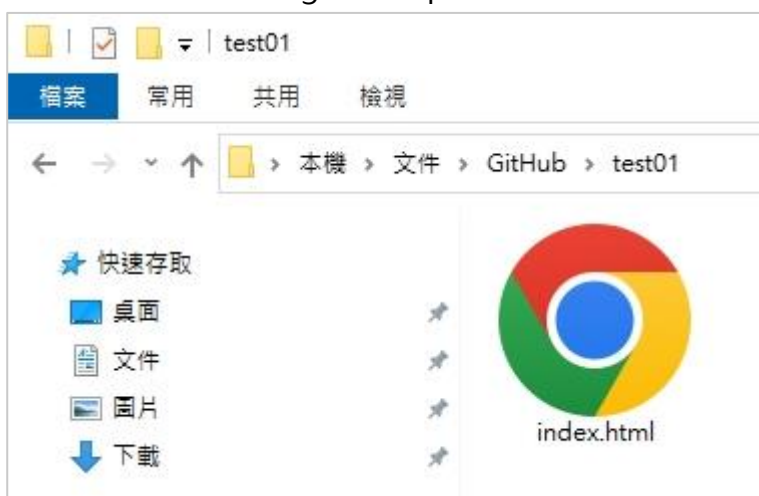 test01
檔案 常用 共用 檢視
本機 > 文件 > GitHub > test01
快速存取
桌面
文件
圖片
下載
index.html